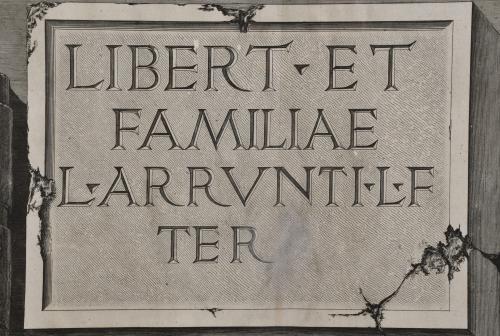 LIBERT · ET
FAMILIAE
L · ARRVNTI · L · F
TER